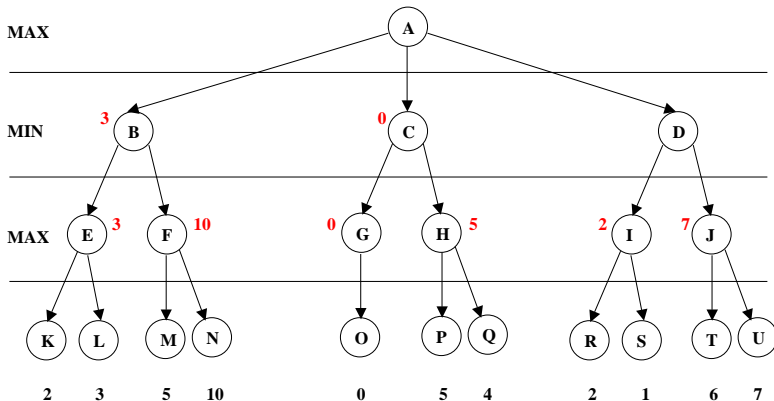 MAX A
3 0
MIN B C D
MAX E 3 F 10 0 G H 5 2 I 7 J
K L M N O P Q R S T U
2 3 5 10 0 5 4 2 1 6 7